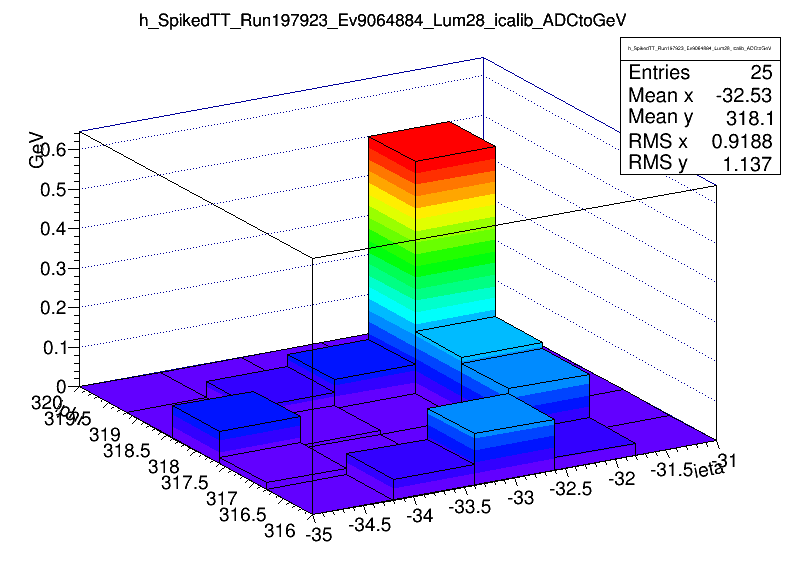 h_SpikedTT_Run197923_Ev9064884_Lum28_icalib_ADCtoGeV
h_SpikedTT_Run197923_Ev9064884_Lum28_icalib_ADCtoGeV
Entries 25
Mean x -32.53
Mean y 318.1
RMS x 0.9188
RMS y 1.137
GeV
0.6
0.5
0.4
0.3
0.2
0.1
0
320
319.5
319
318.5
318
317.5
317
316.5
316
-35
-34.5
-34
-33.5
-33
-32.5
-32
-31.5
-31
ieta